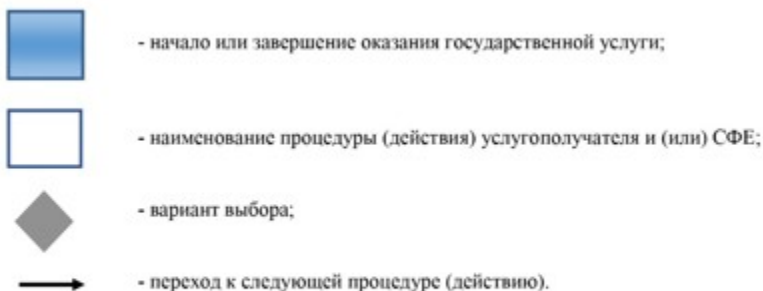 - начало или завершение оказания государственной услуги;
- наименование процедуры (действия) услугополучателя и (или) СФЕ;
- вариант выбора;
- переход к следующей процедуре (действию).